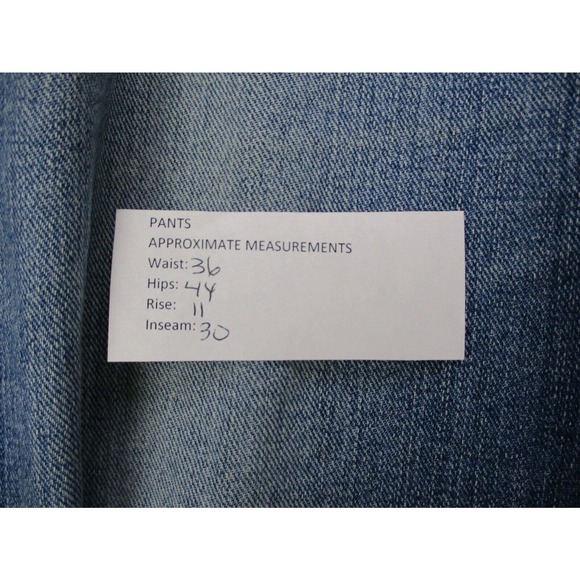 PANTS
APPROXIMATE MEASUREMENTS
Waist: 36
Hips: 44
Rise: 11
Inseam: 30